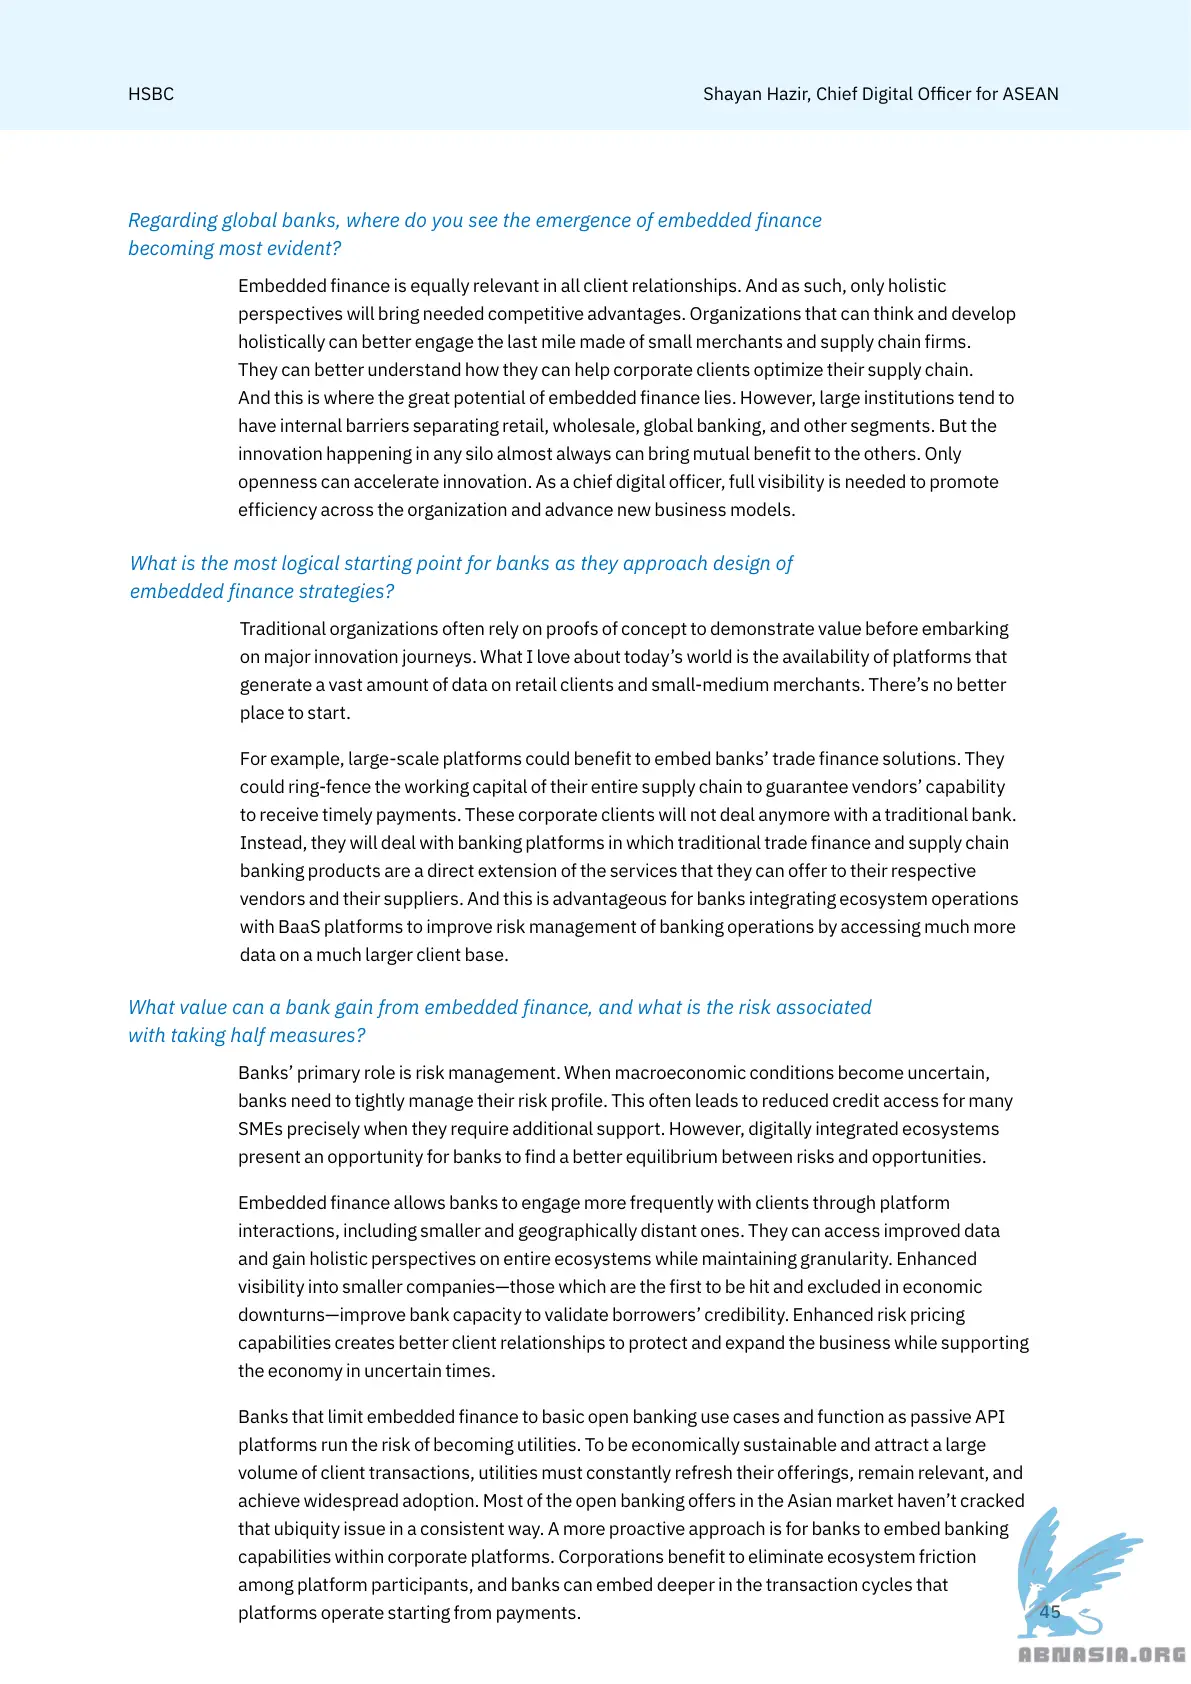 HSBC
Shayan Hazir, Chief Digital Officer for ASEAN
Regarding global banks, where do you see the emergence of embedded finance
becoming most evident?
Embedded finance is equally relevant in all client relationships. And as such, only holistic
perspectives will bring needed competitive advantages. Organizations that can think and develop
holistically can better engage the last mile made of small merchants and supply chain firms.
They can better understand how they can help corporate clients optimize their supply chain.
And this is where the great potential of embedded finance lies. However, large institutions tend to
have internal barriers separating retail, wholesale, global banking, and other segments. But the
innovation happening in any silo almost always can bring mutual benefit to the others. Only
openness can accelerate innovation. As a chief digital officer, full visibility is needed to promote
efficiency across the organization and advance new business models.
What is the most logical starting point for banks as they approach design of
embedded finance strategies?
Traditional organizations often rely on proofs of concept to demonstrate value before embarking
on major innovation journeys. What I love about today’s world is the availability of platforms that
generate a vast amount of data on retail clients and small-medium merchants. There’s no better
place to start.
For example, large-scale platforms could benefit to embed banks’ trade finance solutions. They
could ring-fence the working capital of their entire supply chain to guarantee vendors’ capability
to receive timely payments. These corporate clients will not deal anymore with a traditional bank.
Instead, they will deal with banking platforms in which traditional trade finance and supply chain
banking products are a direct extension of the services that they can offer to their respective
vendors and their suppliers. And this is advantageous for banks integrating ecosystem operations
with BaaS platforms to improve risk management of banking operations by accessing much more
data on a much larger client base.
What value can a bank gain from embedded finance, and what is the risk associated
with taking half measures?
Banks’ primary role is risk management. When macroeconomic conditions become uncertain,
banks need to tightly manage their risk profile. This often leads to reduced credit access for many
SMEs precisely when they require additional support. However, digitally integrated ecosystems
present an opportunity for banks to find a better equilibrium between risks and opportunities.
Embedded finance allows banks to engage more frequently with clients through platform
interactions, including smaller and geographically distant ones. They can access improved data
and gain holistic perspectives on entire ecosystems while maintaining granularity. Enhanced
visibility into smaller companies—those which are the first to be hit and excluded in economic
downturns—improve bank capacity to validate borrowers’ credibility. Enhanced risk pricing
capabilities creates better client relationships to protect and expand the business while supporting
the economy in uncertain times.
Banks that limit embedded finance to basic open banking use cases and function as passive API
platforms run the risk of becoming utilities. To be economically sustainable and attract a large
volume of client transactions, utilities must constantly refresh their offerings, remain relevant, and
achieve widespread adoption. Most of the open banking offers in the Asian market haven’t cracked
that ubiquity issue in a consistent way. A more proactive approach is for banks to embed banking
capabilities within corporate platforms. Corporations benefit to eliminate ecosystem friction
among platform participants, and banks can embed deeper in the transaction cycles that
platforms operate starting from payments.
45
ABNASIA.ORG